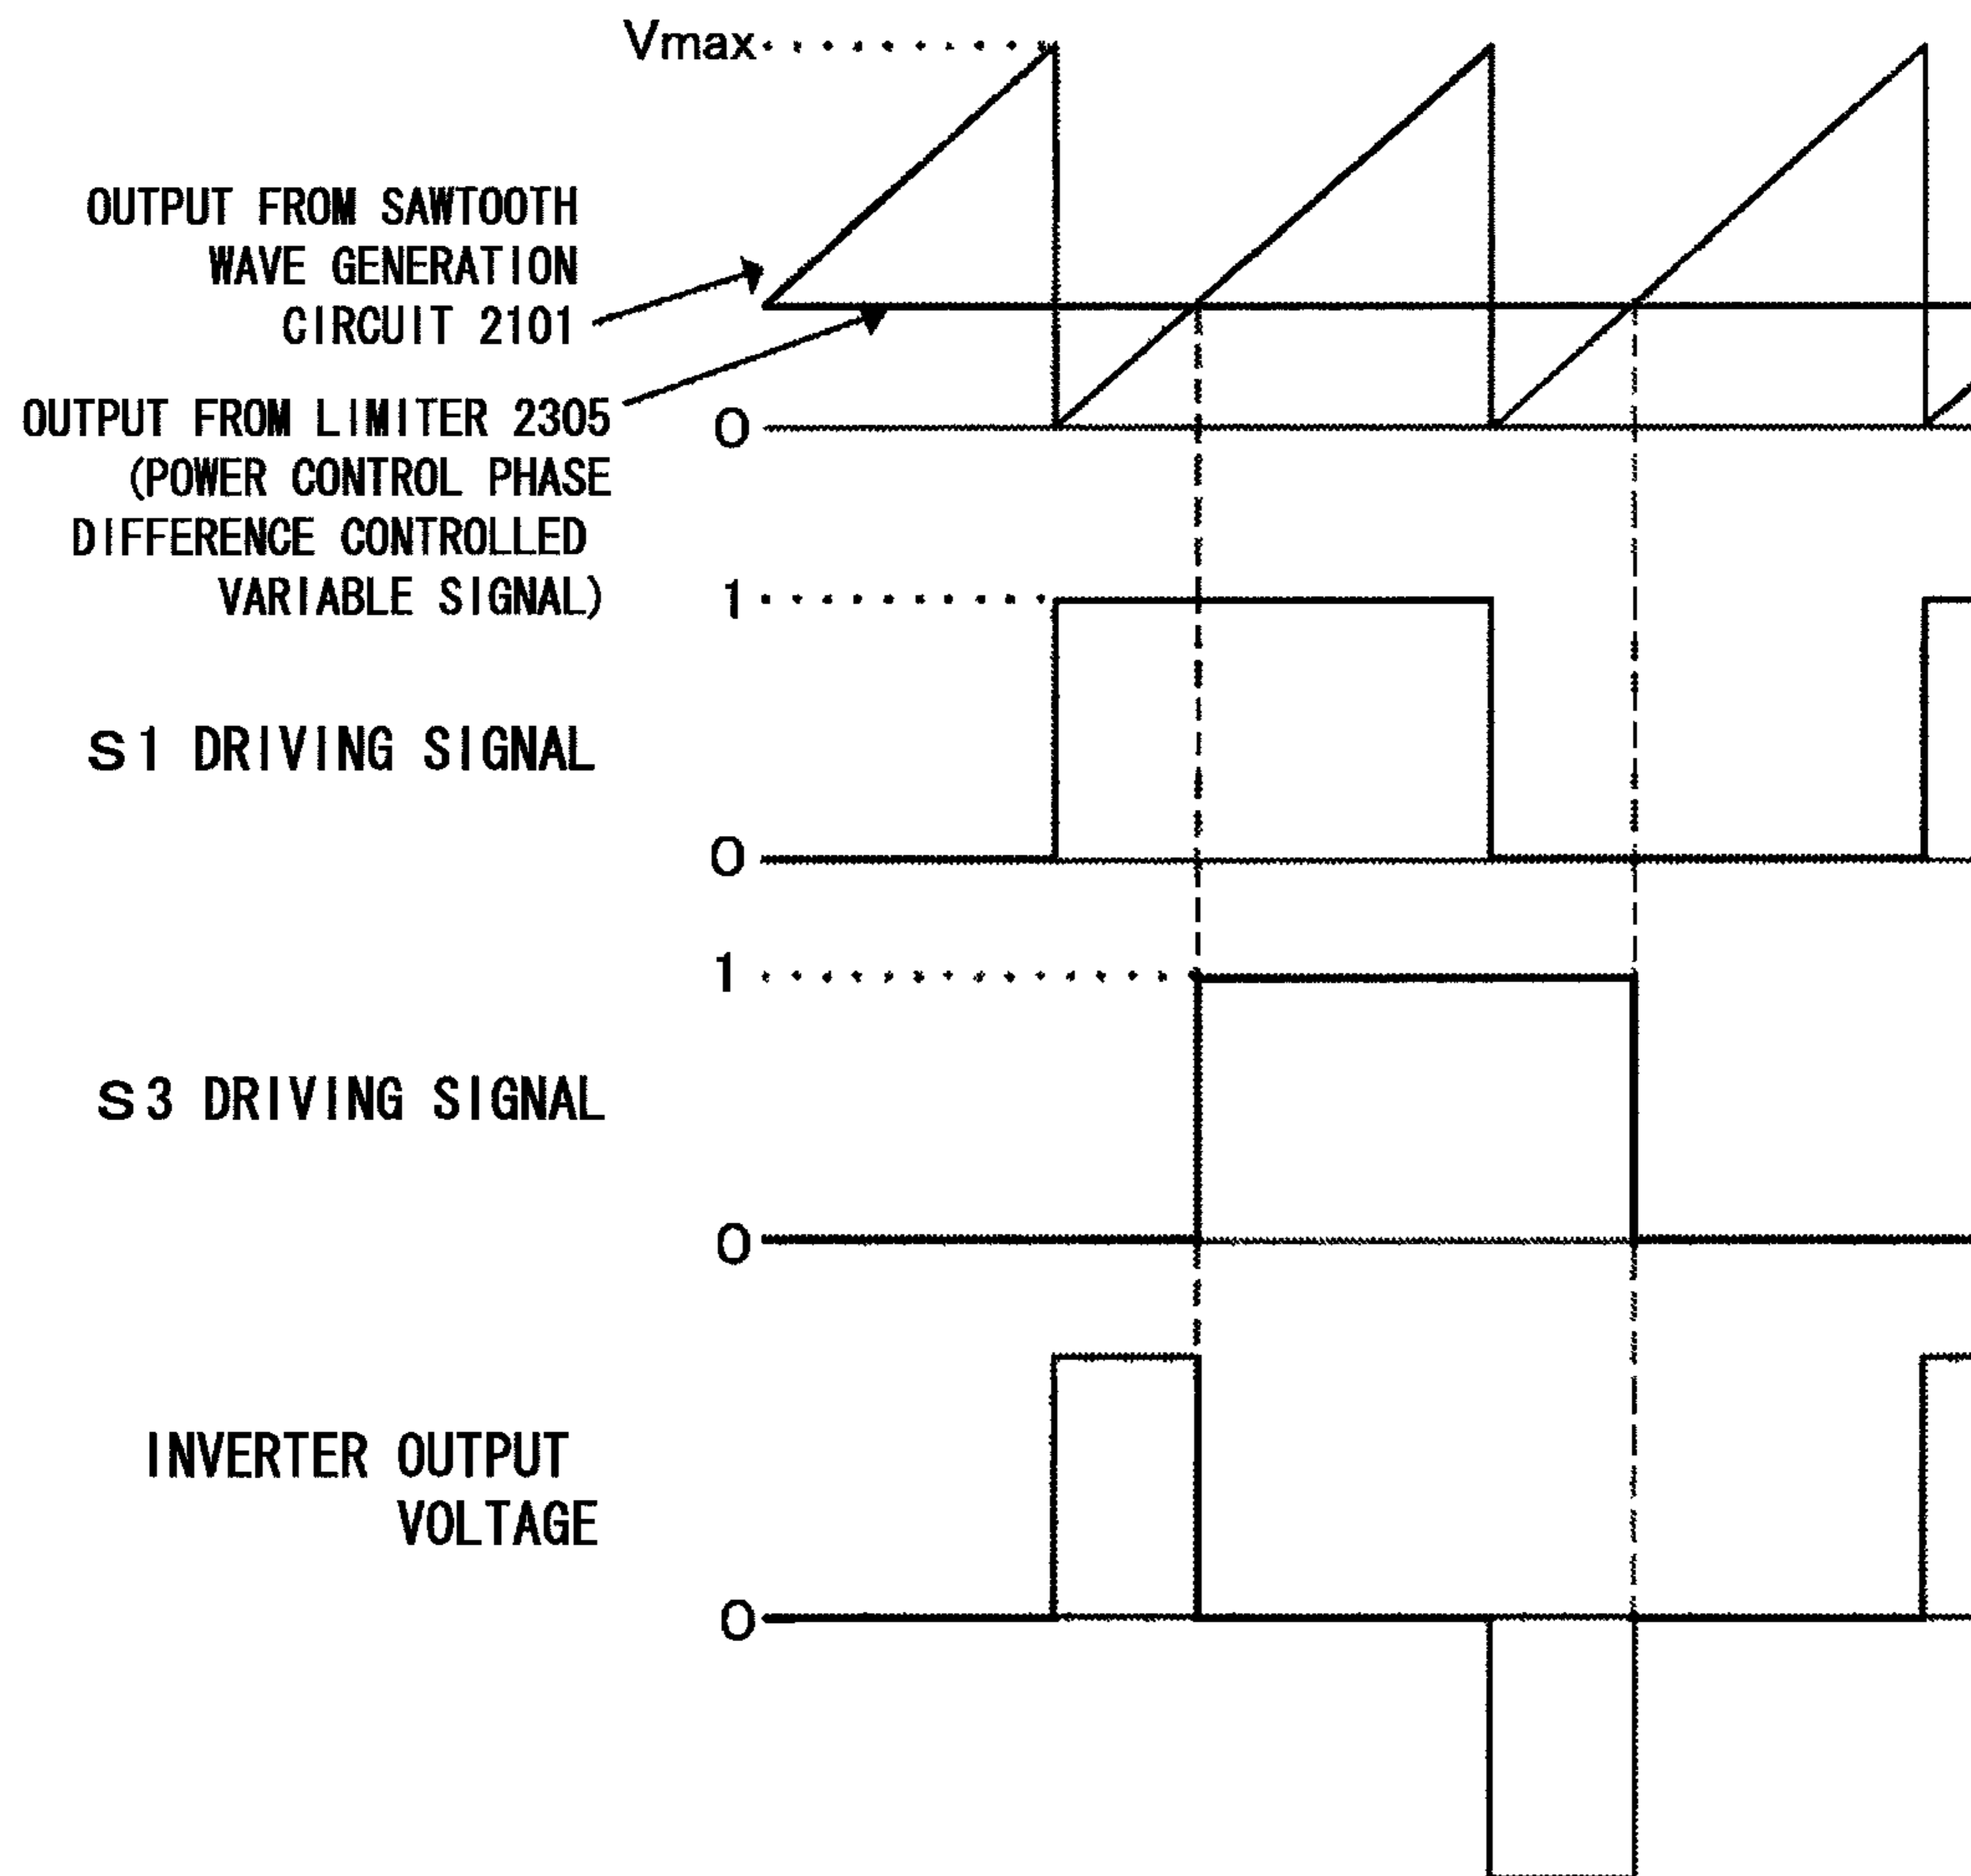 Vmax
OUTPUT FROM SAWTOOTH
WAVE GENERATION
CIRCUIT 2101
OUTPUT FROM LIMITER 2305
(POWER CONTROL PHASE
DIFFERENCE CONTROLLED
VARIABLE SIGNAL)
0
1
S1 DRIVING SIGNAL
0
1
S3 DRIVING SIGNAL
0
INVERTER OUTPUT
VOLTAGE
0